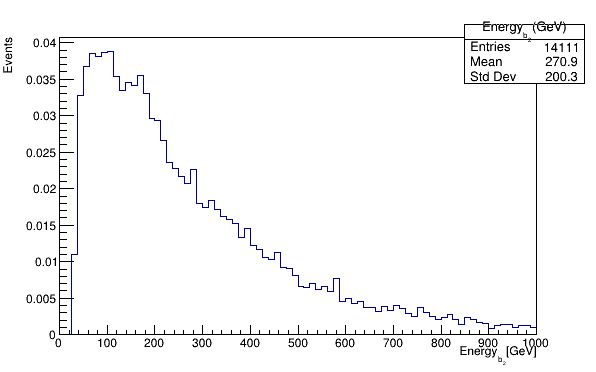 Energy_b₂(GeV)
Entries 14111
Mean 270.9
Std Dev 200.3
Events
0.04
0.035
0.03
0.025
0.02
0.015
0.01
0.005
0
0 100 200 300 400 500 600 700 800 900 1000
Energy_b₂[GeV]